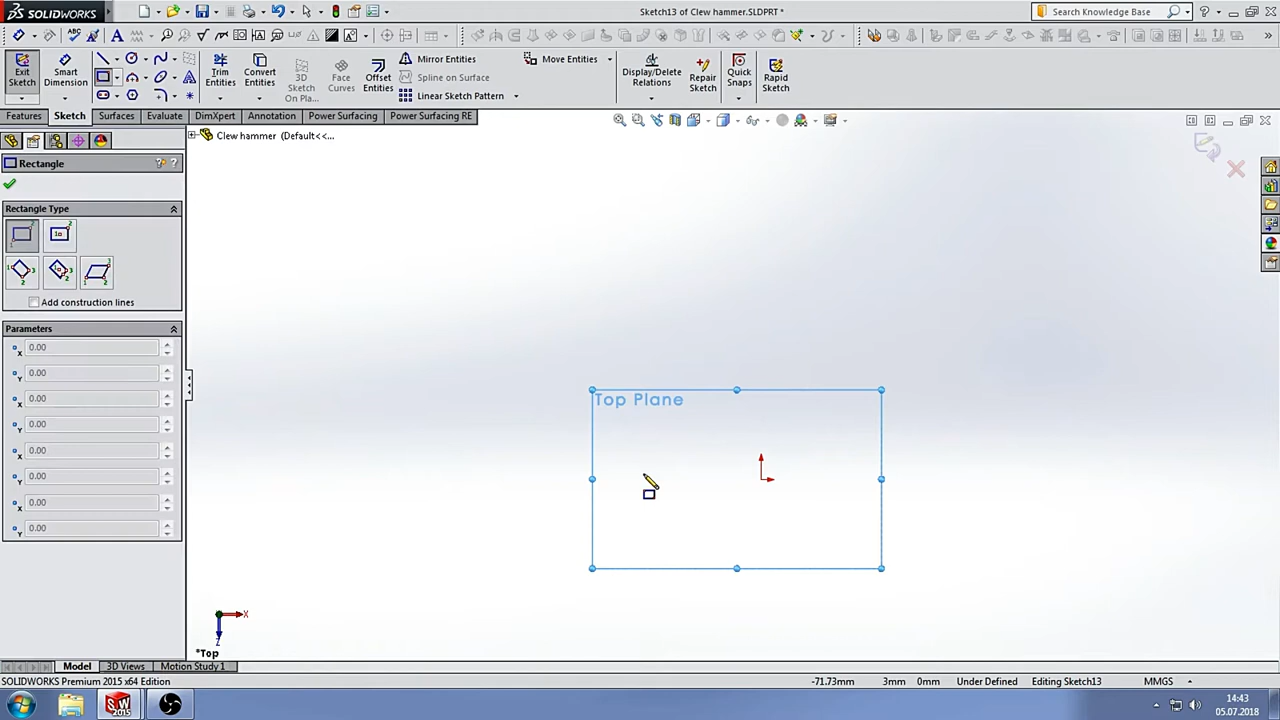 SOLIDWORKS
Sketch13 of Clew hammer.SLDPRT *
Search Knowledge Base
Exit Sketch
Smart Dimension
Trim Entities
Convert Entities
3D Sketch On Pla...
Face Curves
Offset Entities
Mirror Entities
Spline on Surface
Linear Sketch Pattern
Move Entities
Display/Delete Relations
Repair Sketch
Quick Snaps
Rapid Sketch
Features
Sketch
Surfaces
Evaluate
DimXpert
Annotation
Power Surfacing
Power Surfacing RE
Clew hammer (Default<<...
Rectangle
Rectangle Type
Add construction lines
Parameters
X 0.00
Y 0.00
X 0.00
Y 0.00
X 0.00
Y 0.00
X 0.00
Y 0.00
Top Plane
X
Z
*Top
Model
3D Views
Motion Study 1
SOLIDWORKS Premium 2015 x64 Edition
-71.73mm
3mm
0mm
Under Defined
Editing Sketch13
MMGS
14:43
05.07.2018